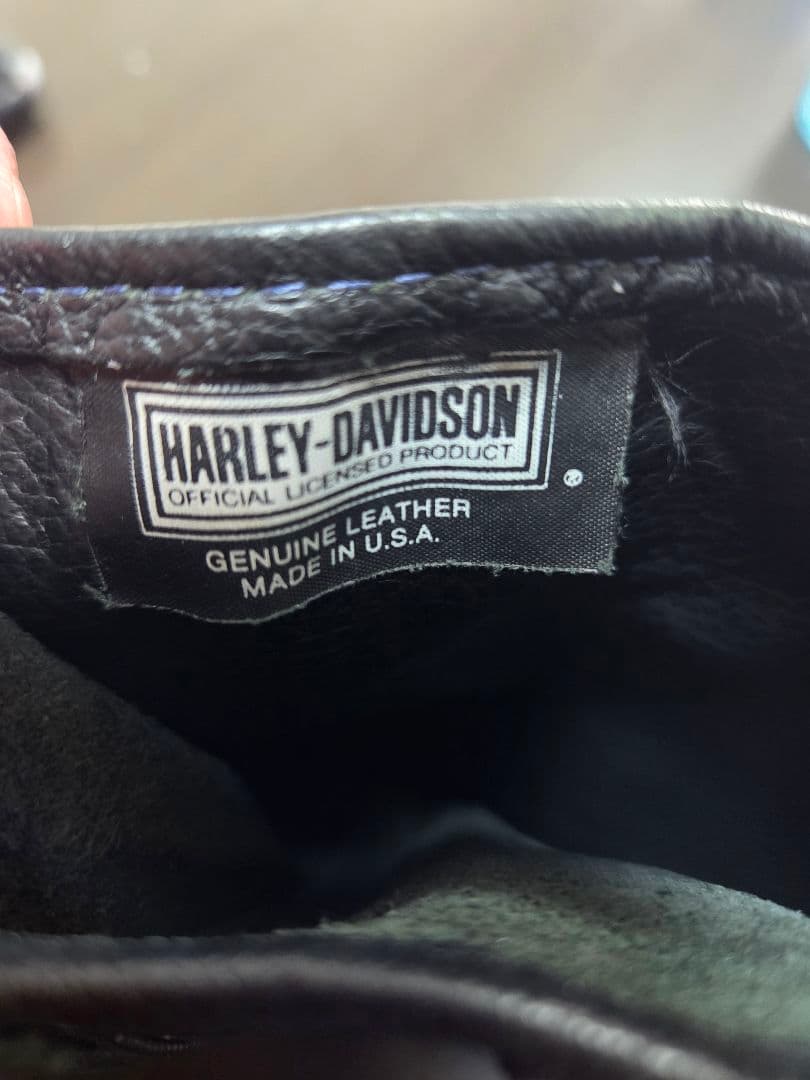 HARLEY-DAVIDSON
OFFICIAL LICENSED PRODUCT
GENUINE LEATHER
MADE IN U.S.A.